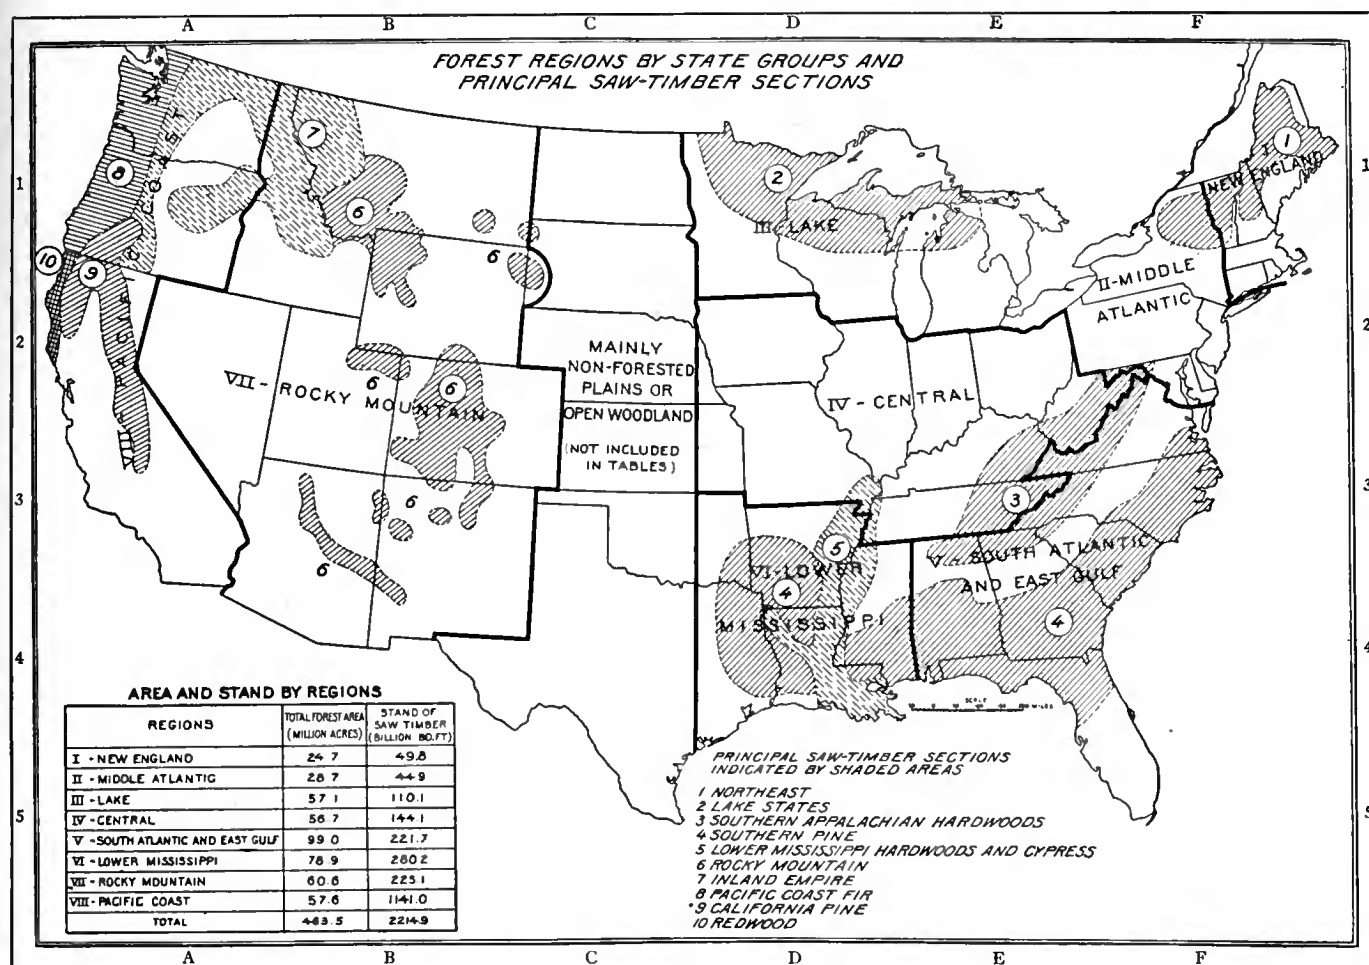 A B C D E F
FOREST REGIONS BY STATE GROUPS AND
PRINCIPAL SAW-TIMBER SECTIONS
1
2
3
4
5
1
2
3
4
5
1
I
NEW ENGLAND
2
III - LAKE
II - MIDDLE
ATLANTIC
7
8
6
6
10
9
VIII - PACIFIC COAST
VII - ROCKY MOUNTAIN
6
6
6
6
MAINLY
NON-FORESTED
PLAINS OR
OPEN WOODLAND
(NOT INCLUDED
IN TABLES)
IV - CENTRAL
3
5
VI - LOWER
MISSISSIPPI
4
V - SOUTH ATLANTIC
AND EAST GULF
4
SCALE
MILES
AREA AND STAND BY REGIONS
REGIONS TOTAL FOREST AREA (MILLION ACRES) STAND OF SAW TIMBER (BILLION BD.FT)
I - NEW ENGLAND 24.7 49.8
II - MIDDLE ATLANTIC 28.7 44.9
III - LAKE 57.1 110.1
IV - CENTRAL 56.7 144.1
V - SOUTH ATLANTIC AND EAST GULF 99.0 221.7
VI - LOWER MISSISSIPPI 78.9 280.2
VII - ROCKY MOUNTAIN 60.8 223.1
VIII - PACIFIC COAST 57.6 1141.0
TOTAL 463.5 2214.9
PRINCIPAL SAW-TIMBER SECTIONS
INDICATED BY SHADED AREAS
1 NORTHEAST
2 LAKE STATES
3 SOUTHERN APPALACHIAN HARDWOODS
4 SOUTHERN PINE
5 LOWER MISSISSIPPI HARDWOODS AND CYPRESS
6 ROCKY MOUNTAIN
7 INLAND EMPIRE
8 PACIFIC COAST FIR
9 CALIFORNIA PINE
10 REDWOOD
A B C D E F